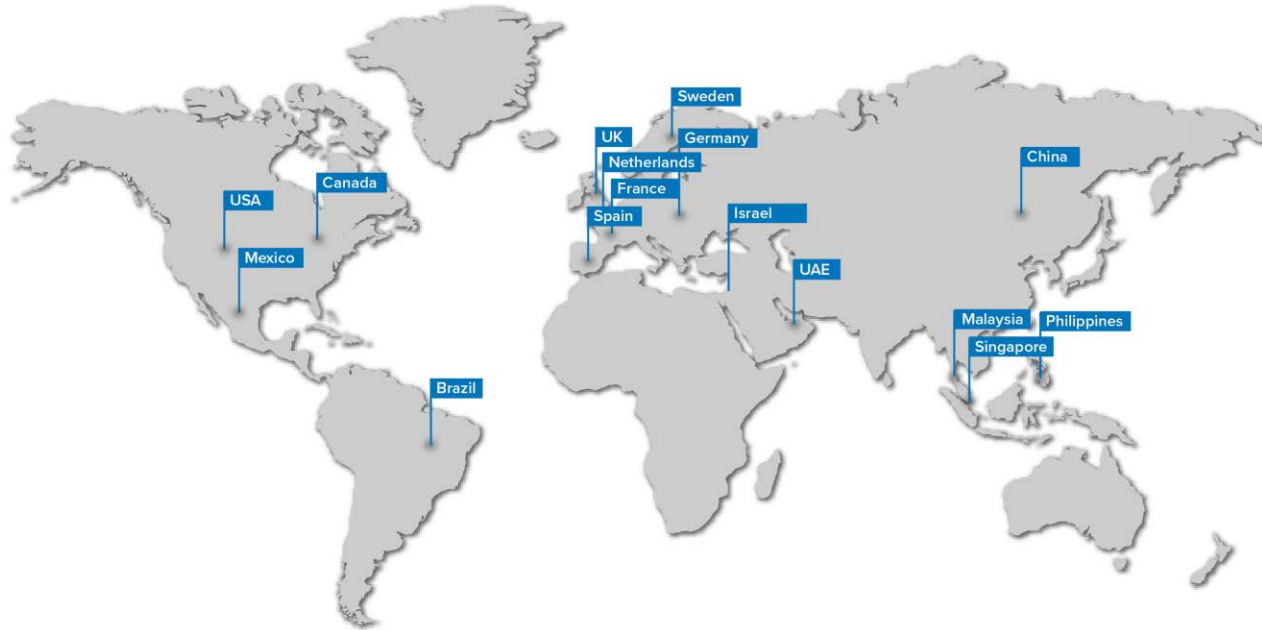 Sweden
UK
Germany
Netherlands
China
Canada
France
USA
Spain
Israel
Mexico
UAE
Malaysia
Philippines
Singapore
Brazil